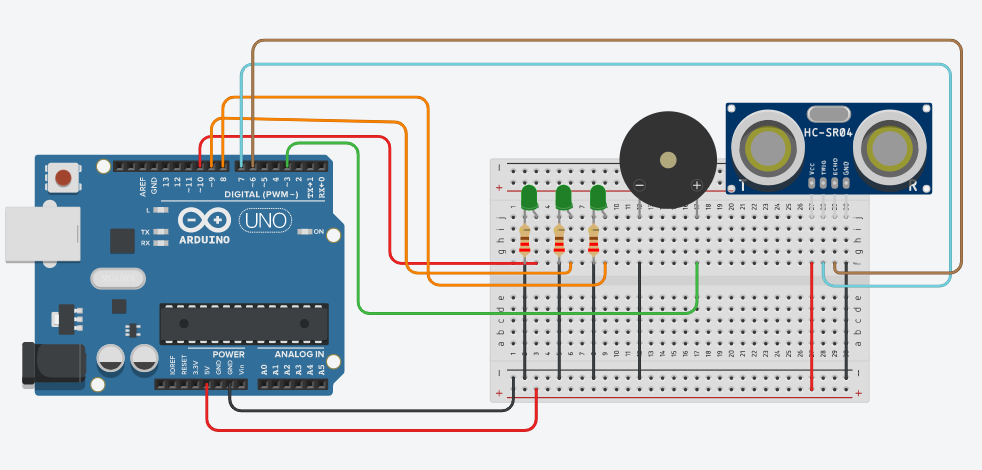 HC-SR04
VCC
TRIG
ECHO
GND
T
R
AREF
GND
13
12
~11
~10
~9
8
7
~6
~5
4
~3
2
TX→1
RX←0
DIGITAL (PWM~)
L
TX
RX
ARDUINO
UNO
ON
IOREF
RESET
3.3V
5V
GND
GND
Vin
POWER
ANALOG IN
A0
A1
A2
A3
A4
A5